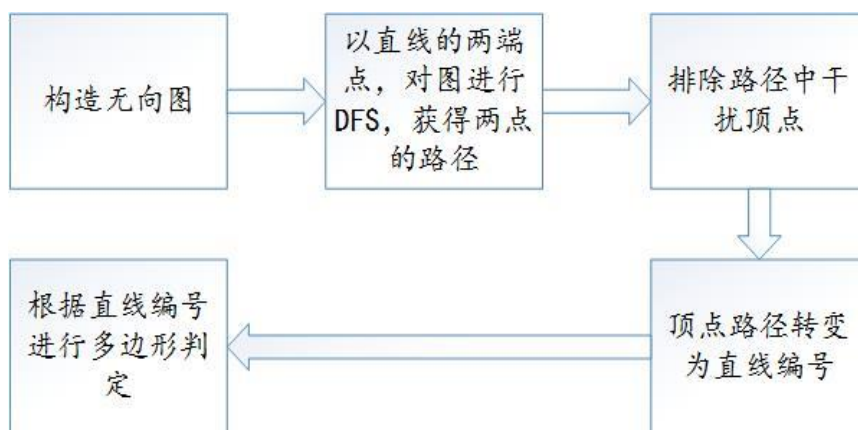 构造无向图
以直线的两端
点，对图进行
DFS，获得两点
的路径
排除路径中干
扰顶点
顶点路径转变
为直线编号
根据直线编号
进行多边形判
定